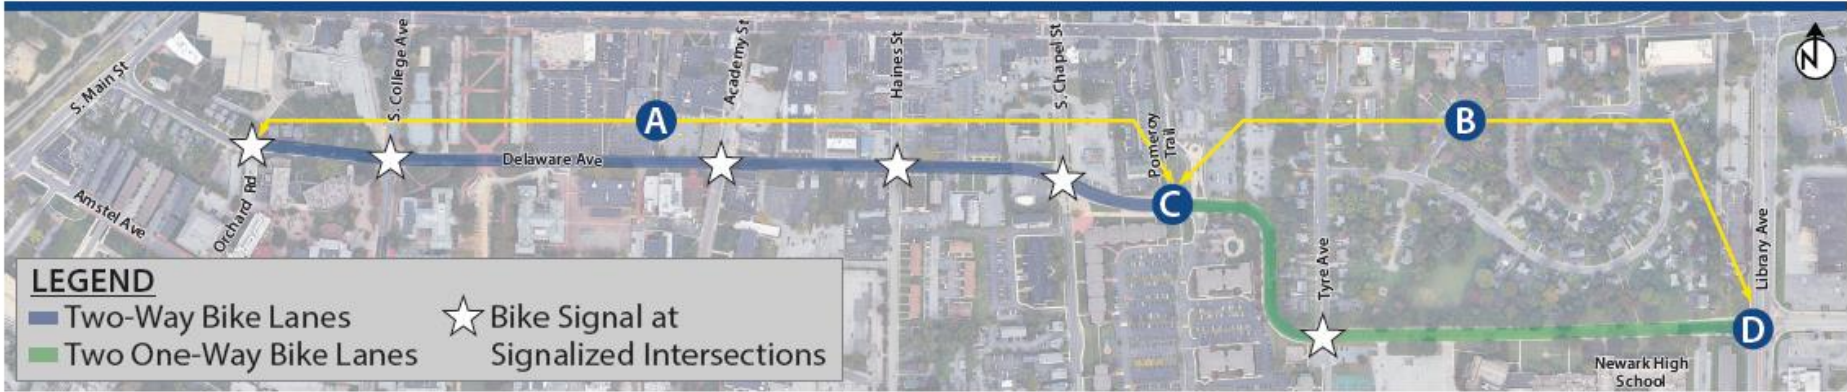 S. Main St
S. College Ave
Academy St
Haines St
S. Chapel St
Pomeroy
Trail
A
B
N
Delaware Ave
C
Amstel Ave
Orchard Rd
Tyre Ave
Library Ave
D
Newark High
School
LEGEND
Two-Way Bike Lanes
Two One-Way Bike Lanes
Bike Signal at
Signalized Intersections